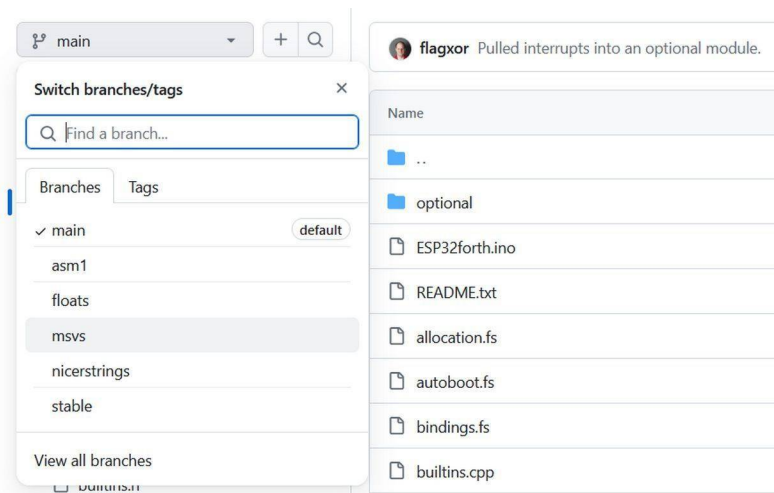 main
Switch branches/tags
Find a branch...
Branches
Tags
main
default
asm1
floats
msvs
nicerstrings
stable
View all branches
flagxor Pulled interrupts into an optional module.
Name
..
optional
ESP32forth.ino
README.txt
allocation.fs
autoboot.fs
bindings.fs
builtins.cpp